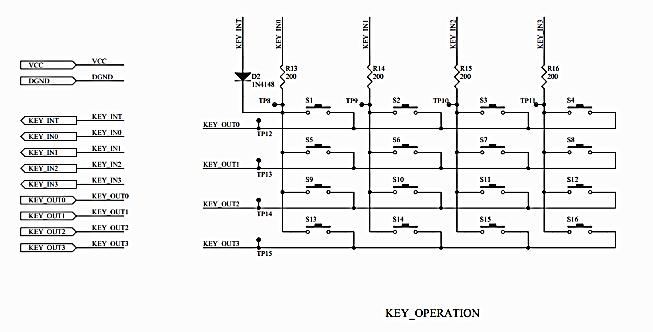 VCC VCC
DGND DGND
KEY_INT KEY_INT
KEY_IN0 KEY_IN0
KEY_IN1 KEY_IN1
KEY_IN2 KEY_IN2
KEY_IN3 KEY_IN3
KEY_OUT0 KEY_OUT0
KEY_OUT1 KEY_OUT1
KEY_OUT2 KEY_OUT2
KEY_OUT3 KEY_OUT3
KEY_INT KEY_IN0 KEY_IN1 KEY_IN2 KEY_IN3
D2 R13 R14 R15 R16
1N4148 200 200 200 200
TP8 S1 TP9 S2 TP10 S3 TP11 S4
KEY_OUT0
TP12
S5 S6 S7 S8
KEY_OUT1
TP13
S9 S10 S11 S12
KEY_OUT2
TP14
S13 S14 S15 S16
KEY_OUT3
TP15
KEY_OPERATION